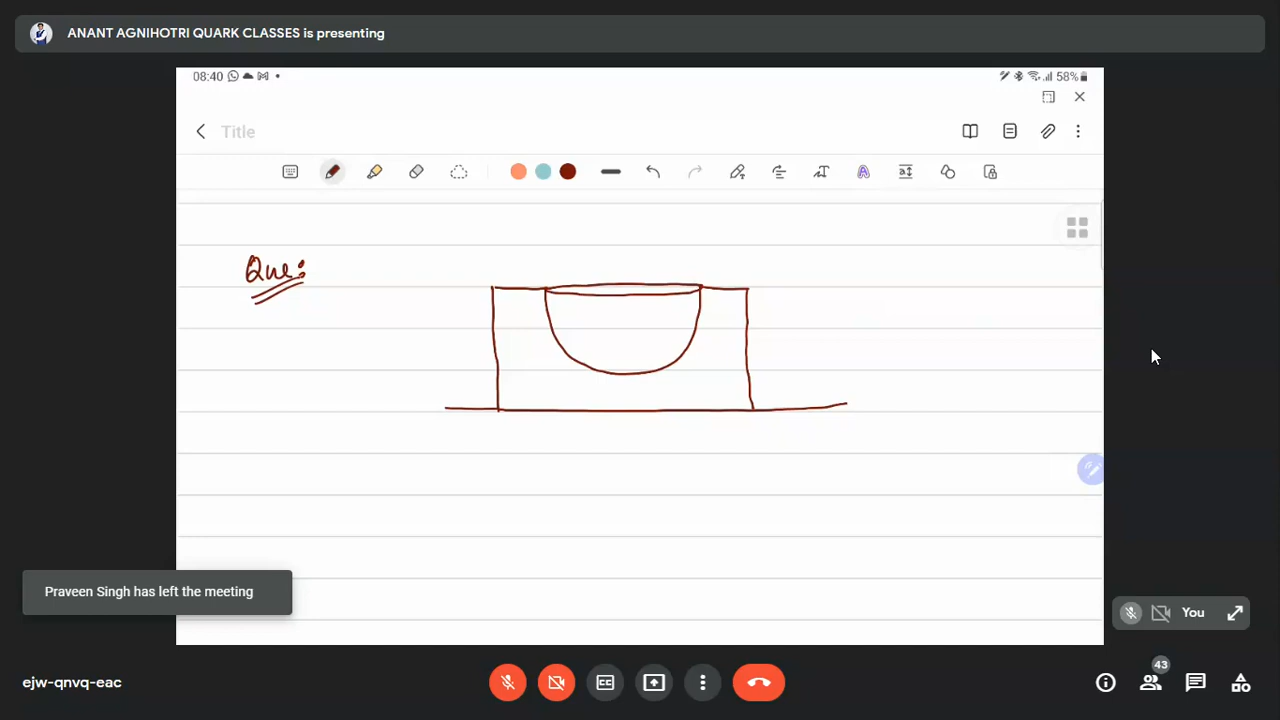 ANANT AGNIHOTRI QUARK CLASSES is presenting
08:40
58%
Title
A
Que:
Praveen Singh has left the meeting
You
ejw-qnvq-eac
CC
43